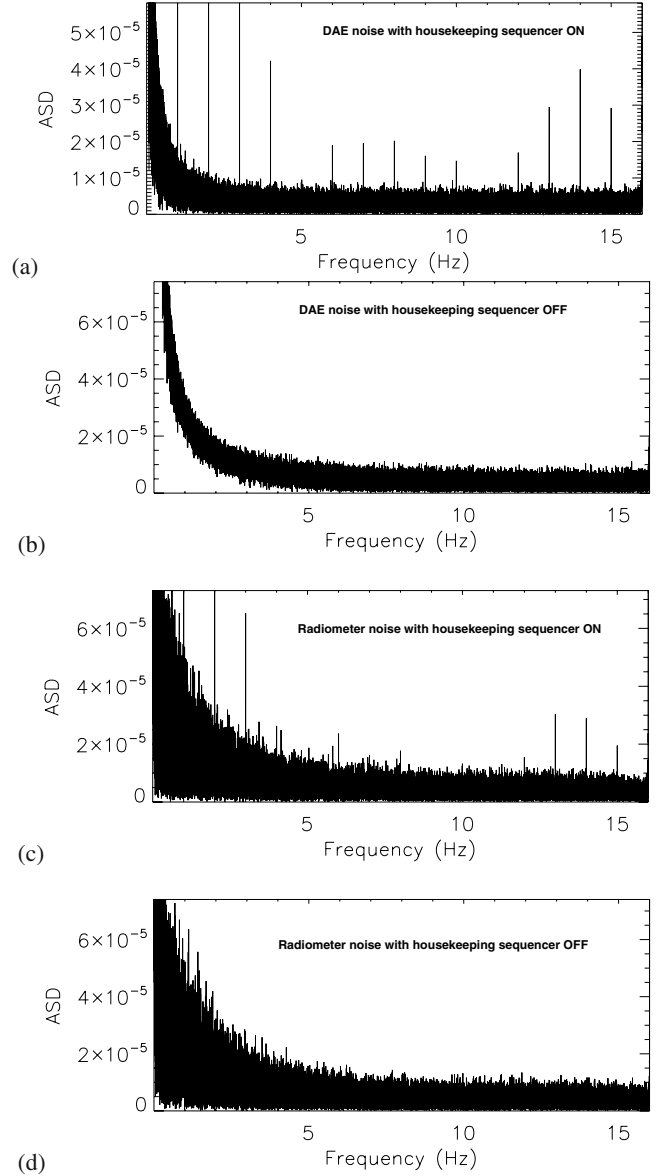 DAE noise with housekeeping sequencer ON
5×10⁻⁵
4×10⁻⁵
3×10⁻⁵
2×10⁻⁵
1×10⁻⁵
0
ASD
5 10 15
Frequency (Hz)
(a)
DAE noise with housekeeping sequencer OFF
6×10⁻⁵
4×10⁻⁵
2×10⁻⁵
0
ASD
5 10 15
Frequency (Hz)
(b)
Radiometer noise with housekeeping sequencer ON
6×10⁻⁵
4×10⁻⁵
2×10⁻⁵
0
ASD
5 10 15
Frequency (Hz)
(c)
Radiometer noise with housekeeping sequencer OFF
6×10⁻⁵
4×10⁻⁵
2×10⁻⁵
0
ASD
5 10 15
Frequency (Hz)
(d)